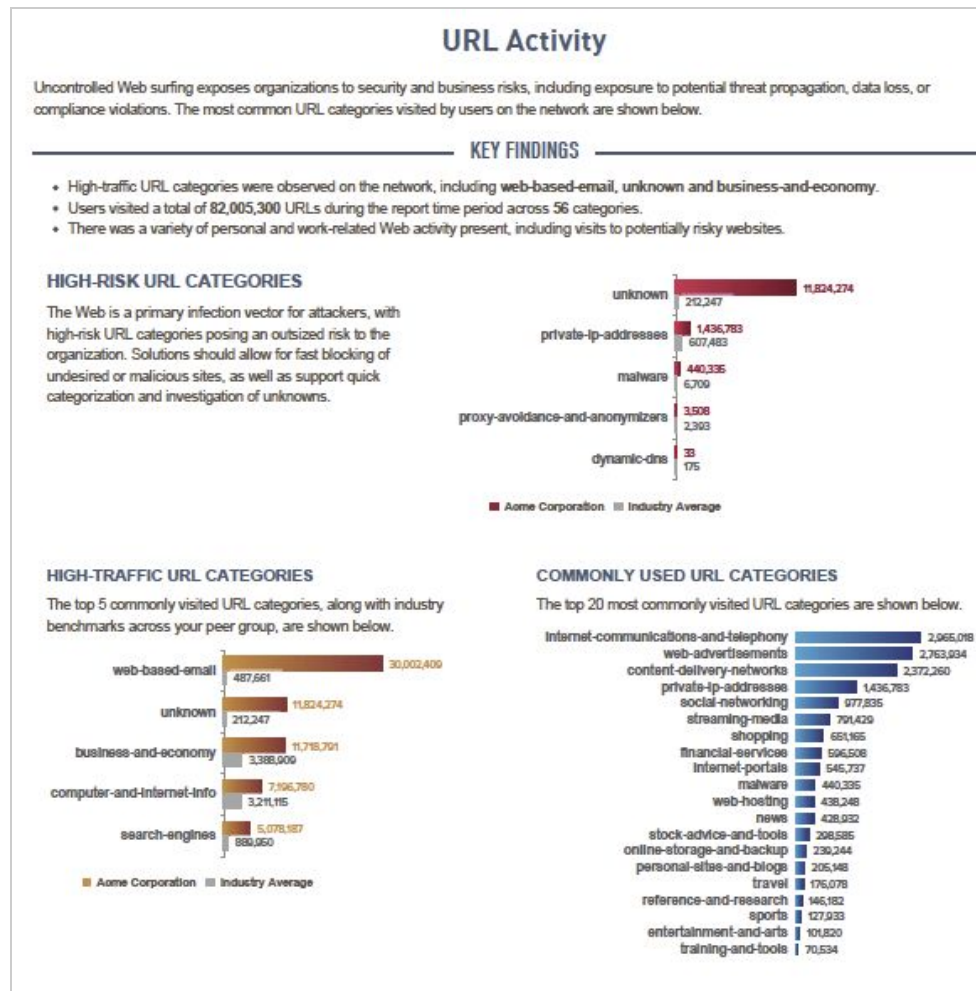 URL Activity
Uncontrolled Web surfing exposes organizations to security and business risks, including exposure to potential threat propagation, data loss, or
compliance violations. The most common URL categories visited by users on the network are shown below.
KEY FINDINGS
• High-traffic URL categories were observed on the network, including web-based-email, unknown and business-and-economy.
• Users visited a total of 82,005,300 URLs during the report time period across 56 categories.
• There was a variety of personal and work-related Web activity present, including visits to potentially risky websites.
HIGH-RISK URL CATEGORIES
The Web is a primary infection vector for attackers, with
high-risk URL categories posing an outsized risk to the
organization. Solutions should allow for fast blocking of
undesired or malicious sites, as well as support quick
categorization and investigation of unknowns.
unknown 11,824,274
212,247
private-ip-addresses 1,436,783
607,483
malware 440,335
6,709
proxy-avoidance-and-anonymizers 3,508
2,393
dynamic-dns 33
175
Acme Corporation Industry Average
HIGH-TRAFFIC URL CATEGORIES
The top 5 commonly visited URL categories, along with industry
benchmarks across your peer group, are shown below.
web-based-email 30,002,409
487,661
unknown 11,824,274
212,247
business-and-economy 11,718,791
3,388,909
computer-and-internet-info 7,196,780
3,211,115
search-engines 5,078,187
889,950
Acme Corporation Industry Average
COMMONLY USED URL CATEGORIES
The top 20 most commonly visited URL categories are shown below.
internet-communications-and-telephony 2,965,018
web-advertisements 2,763,934
content-delivery-networks 2,372,260
private-ip-addresses 1,436,783
social-networking 977,835
streaming-media 791,429
shopping 651,165
financial-services 596,508
internet-portals 545,737
malware 440,335
web-hosting 438,248
news 428,932
stock-advice-and-tools 298,585
online-storage-and-backup 239,244
personal-sites-and-blogs 205,148
travel 176,078
reference-and-research 146,182
sports 127,933
entertainment-and-arts 101,820
training-and-tools 70,534